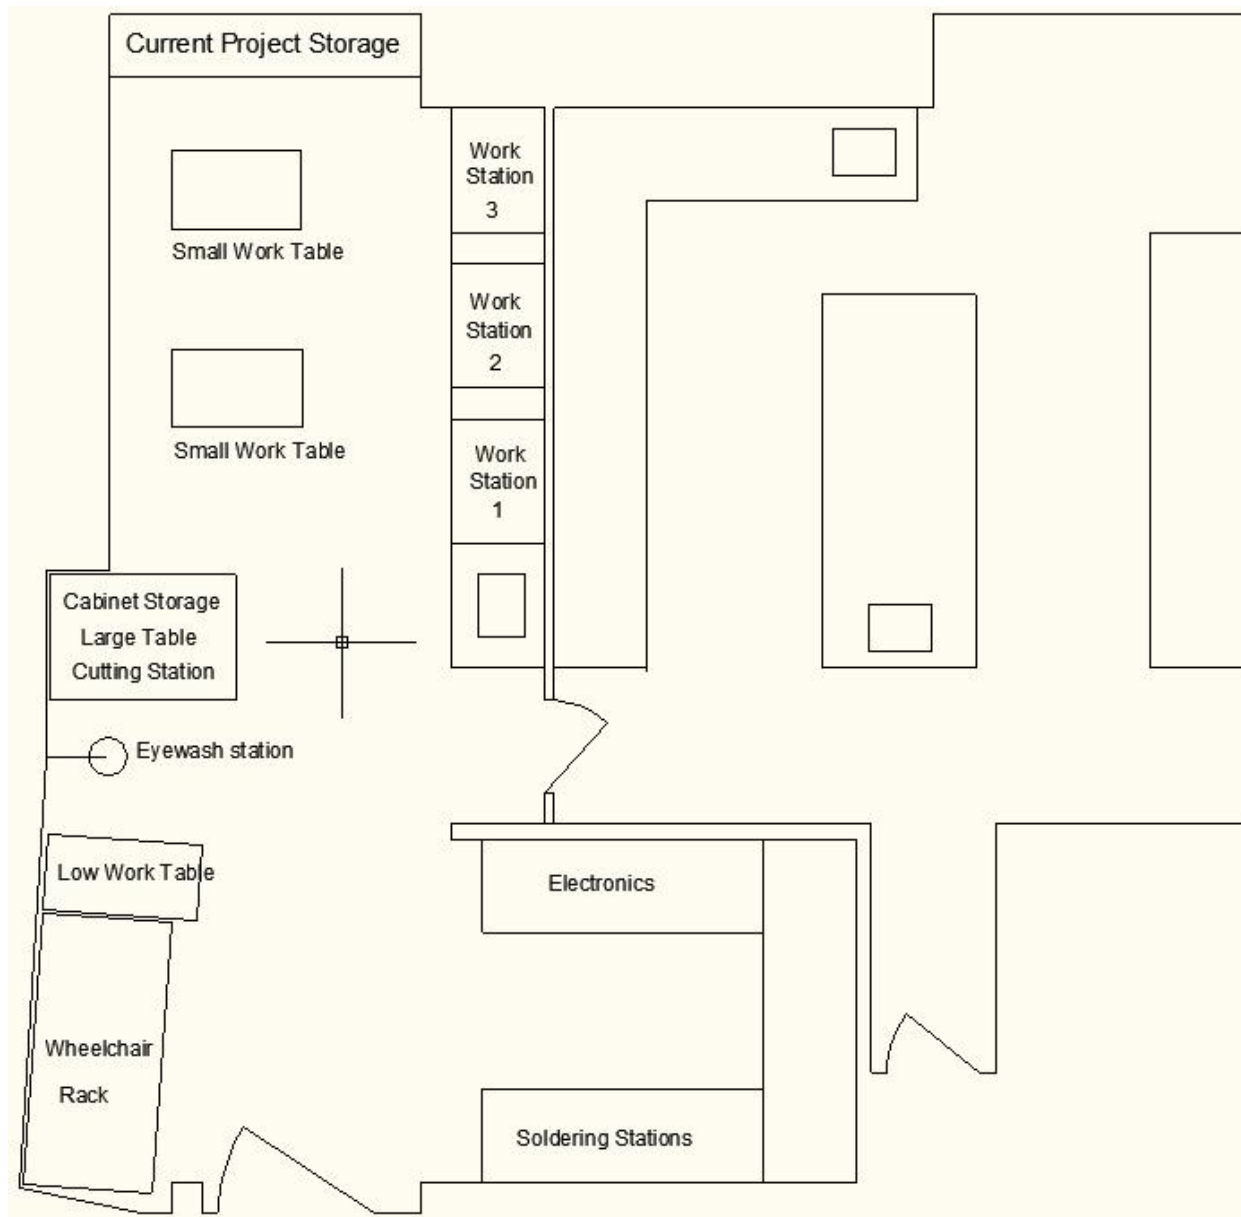 Current Project Storage
Work
Station
3
Small Work Table
Work
Station
2
Small Work Table
Work
Station
1
Cabinet Storage
Large Table
Cutting Station
Eyewash station
Low Work Table
Electronics
Wheelchair
Rack
Soldering Stations